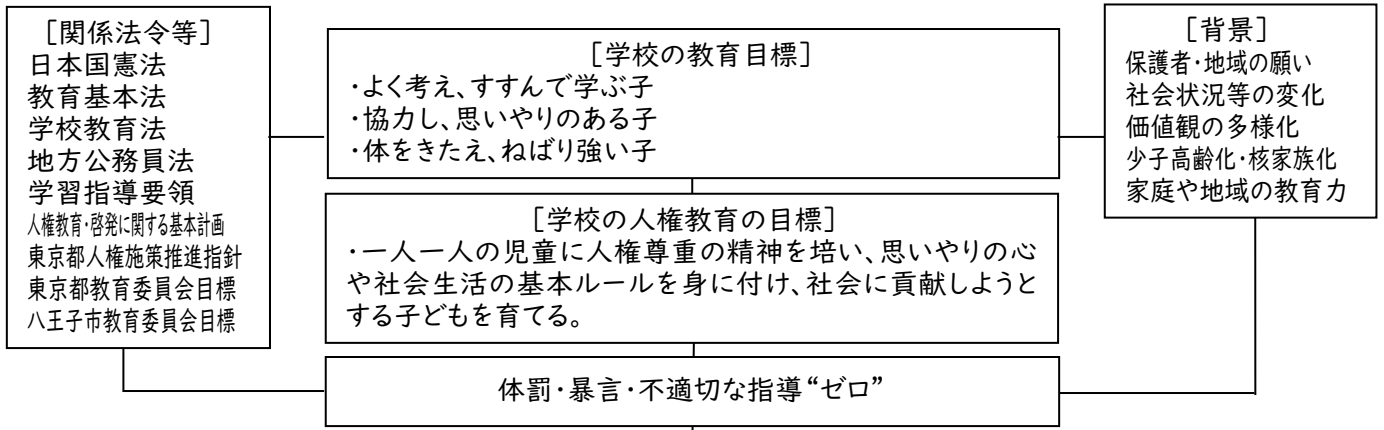 [関係法令等]
日本国憲法
教育基本法
学校教育法
地方公務員法
学習指導要領
人権教育・啓発に関する基本計画
東京都人権施策推進指針
東京都教育委員会目標
八王子市教育委員会目標
[学校の教育目標]
・よく考え、すすんで学ぶ子
・協力し、思いやりのある子
・体をきたえ、ねばり強い子
[背景]
保護者・地域の願い
社会状況等の変化
価値観の多様化
少子高齢化・核家族化
家庭や地域の教育力
[学校の人権教育の目標]
・一人一人の児童に人権尊重の精神を培い、思いやりの心
や社会生活の基本ルールを身に付け、社会に貢献しようと
する子どもを育てる。
体罰・暴言・不適切な指導“ゼロ”